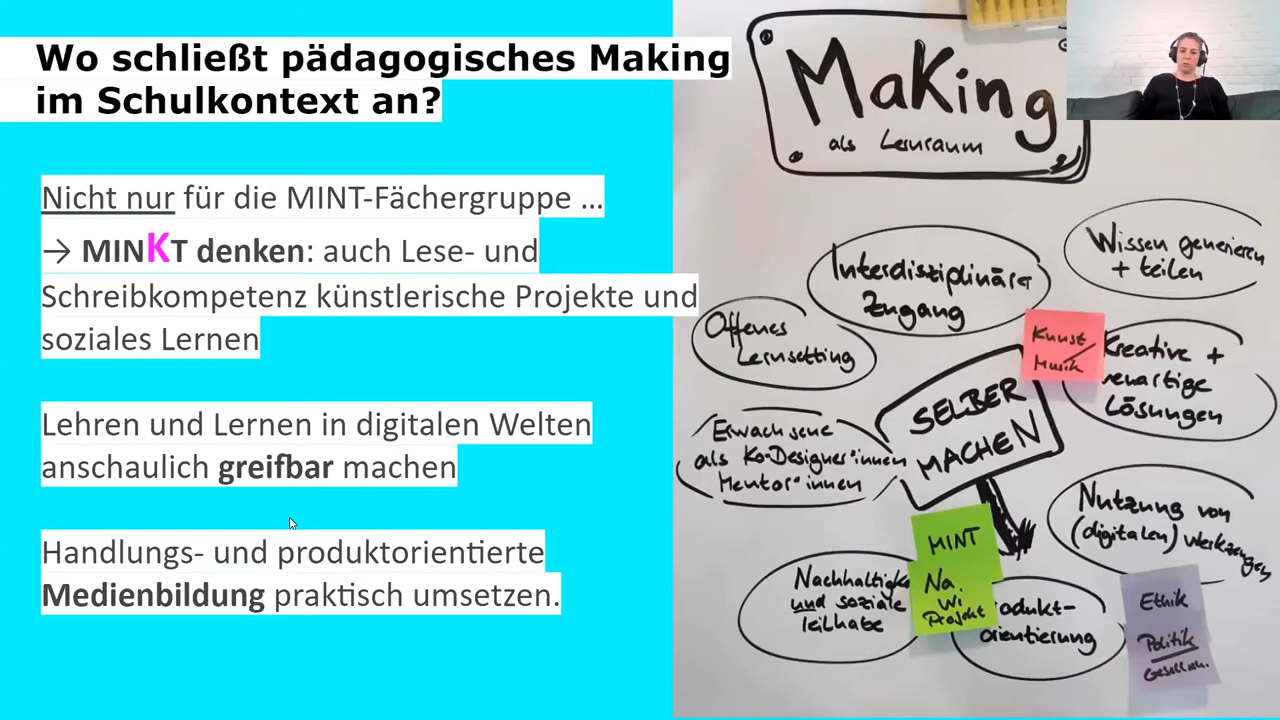 Wo schließt pädagogisches Making
im Schulkontext an?
Nicht nur für die MINT-Fächergruppe ...
→ MINKT denken: auch Lese- und
Schreibkompetenz künstlerische Projekte und
soziales Lernen
Lehren und Lernen in digitalen Welten
anschaulich greifbar machen
Handlungs- und produktorientierte
Medienbildung praktisch umsetzen.
Making
als Lernraum
Wissen generieren
+ teilen
Interdisziplinärer
Zugang
Offenes
Lernsetting
Kunst
Musik
Kreative +
Lösungen
SELBER
MACHEN
Erwachsene
als Ko-Designer*innen
Mentor*innen
Nutzung von
(digitalen) Werkzeugen
MINT
Na.
Wi
Projekt
Nachhaltigke
und soziale
Teilhabe
odukt-
orientierung
Ethik
Politik
Gesellsch.